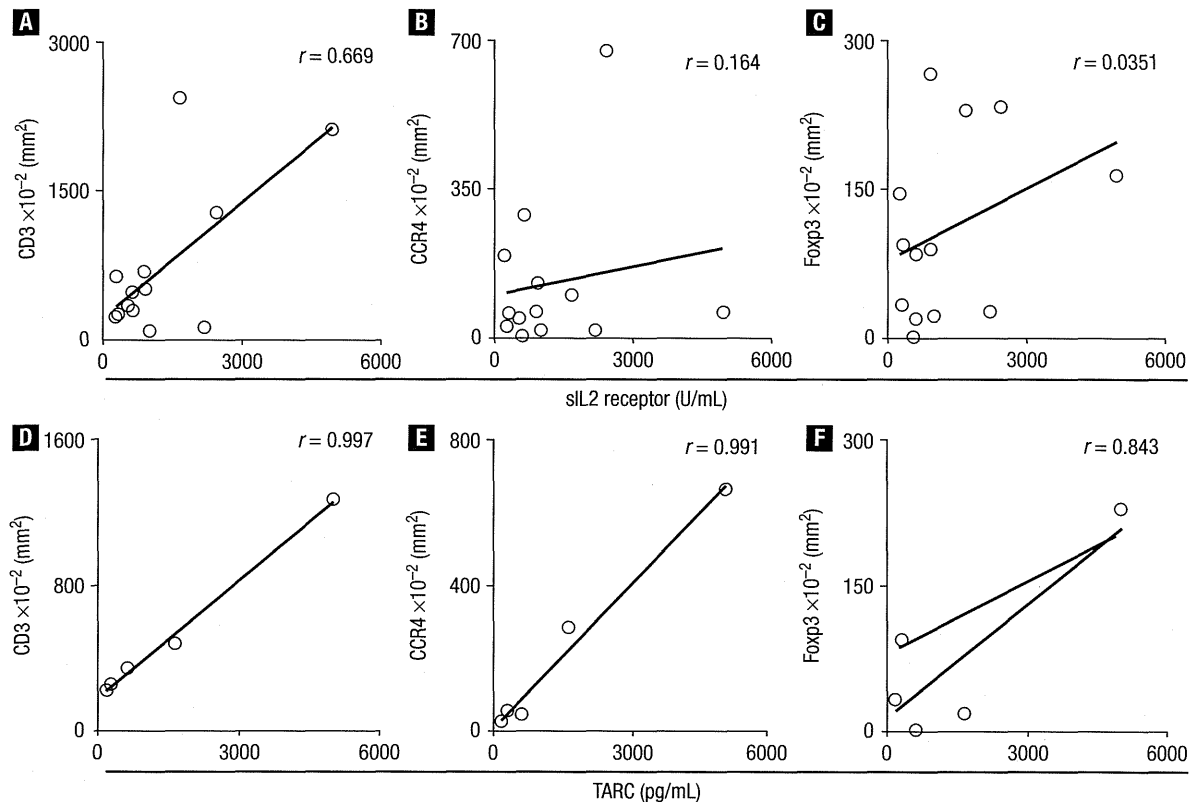 A
3000
1500
0
0
3000
6000
CD3 ×10⁻² (mm²)
r = 0.669
B
700
350
0
0
3000
6000
CCR4 ×10⁻² (mm²)
r = 0.164
C
300
150
0
0
3000
6000
Foxp3 ×10⁻² (mm²)
r = 0.0351
sIL2 receptor (U/mL)
D
1600
800
0
0
3000
6000
CD3 ×10⁻² (mm²)
r = 0.997
E
800
400
0
0
3000
6000
CCR4 ×10⁻² (mm²)
r = 0.991
F
300
150
0
0
3000
6000
Foxp3 ×10⁻² (mm²)
r = 0.843
TARC (pg/mL)